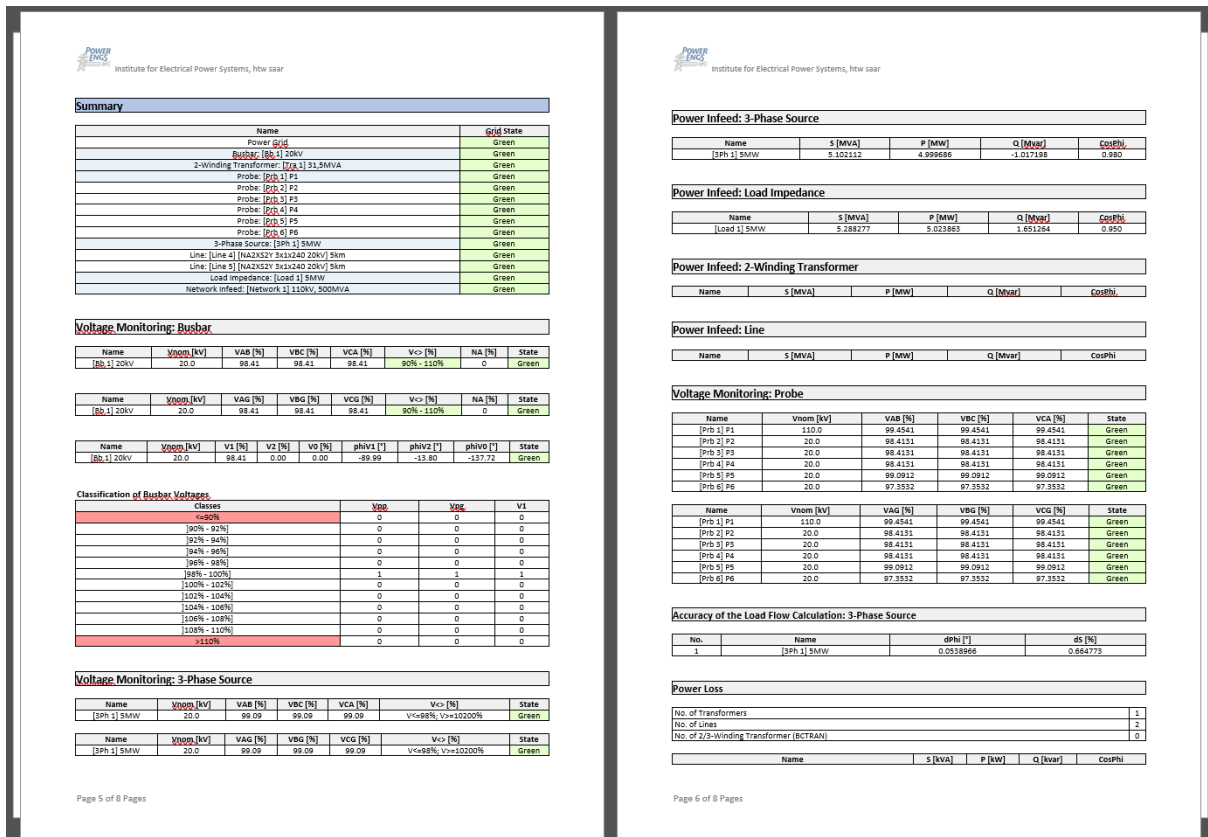 POWER
ENGS
Institute for Electrical Power Systems, htw saar
Summary
Name Grid State
Power Grid Green
Busbar: [Bb 1] 20kV Green
2-Winding Transformer: [Tra 1] 31,5MVA Green
Probe: [Prb 1] P1 Green
Probe: [Prb 2] P2 Green
Probe: [Prb 3] P3 Green
Probe: [Prb 4] P4 Green
Probe: [Prb 5] P5 Green
Probe: [Prb 6] P6 Green
3-Phase Source: [3Ph 1] 5MW Green
Line: [Line 4] [NA2XS2Y 3x1x240 20kV] 5km Green
Line: [Line 5] [NA2XS2Y 3x1x240 20kV] 5km Green
Load Impedance: [Load 1] 5MW Green
Network Infeed: [Network 1] 110kV, 500MVA Green
Voltage Monitoring: Busbar
Name Vnom [kV] VAB [%] VBC [%] VCA [%] V<> [%] NA [%] State
[Bb 1] 20kV 20.0 98.41 98.41 98.41 90% - 110% 0 Green
Name Vnom [kV] VAG [%] VBG [%] VCG [%] V<> [%] NA [%] State
[Bb 1] 20kV 20.0 98.41 98.41 98.41 90% - 110% 0 Green
Name Vnom [kV] V1 [%] V2 [%] V0 [%] phiV1 [°] phiV2 [°] phiV0 [°] State
[Bb 1] 20kV 20.0 98.41 0.00 0.00 -89.99 -13.80 -137.72 Green
Classification of Busbar Voltages
Classes Vpp Vpg V1
<=90% 0 0 0
]90% - 92%] 0 0 0
]92% - 94%] 0 0 0
]94% - 96%] 0 0 0
]96% - 98%] 0 0 0
]98% - 100%] 1 1 1
]100% - 102%] 0 0 0
]102% - 104%] 0 0 0
]104% - 106%] 0 0 0
]106% - 108%] 0 0 0
]108% - 110%] 0 0 0
>110% 0 0 0
Voltage Monitoring: 3-Phase Source
Name Vnom [kV] VAB [%] VBC [%] VCA [%] V<> [%] State
[3Ph 1] 5MW 20.0 99.09 99.09 99.09 V<=98%; V>=10200% Green
Name Vnom [kV] VAG [%] VBG [%] VCG [%] V<> [%] State
[3Ph 1] 5MW 20.0 99.09 99.09 99.09 V<=98%; V>=10200% Green
Page 5 of 8 Pages
POWER
ENGS
Institute for Electrical Power Systems, htw saar
Power Infeed: 3-Phase Source
Name S [MVA] P [MW] Q [Mvar] CosPhi
[3Ph 1] 5MW 5.102112 4.999686 -1.017198 0.980
Power Infeed: Load Impedance
Name S [MVA] P [MW] Q [Mvar] CosPhi
[Load 1] 5MW 5.288277 5.023863 1.651264 0.950
Power Infeed: 2-Winding Transformer
Name S [MVA] P [MW] Q [Mvar] CosPhi
Power Infeed: Line
Name S [MVA] P [MW] Q [Mvar] CosPhi
Voltage Monitoring: Probe
Name Vnom [kV] VAB [%] VBC [%] VCA [%] State
[Prb 1] P1 110.0 99.4541 99.4541 99.4541 Green
[Prb 2] P2 20.0 98.4131 98.4131 98.4131 Green
[Prb 3] P3 20.0 98.4131 98.4131 98.4131 Green
[Prb 4] P4 20.0 98.4131 98.4131 98.4131 Green
[Prb 5] P5 20.0 99.0912 99.0912 99.0912 Green
[Prb 6] P6 20.0 97.3532 97.3532 97.3532 Green
Name Vnom [kV] VAG [%] VBG [%] VCG [%] State
[Prb 1] P1 110.0 99.4541 99.4541 99.4541 Green
[Prb 2] P2 20.0 98.4131 98.4131 98.4131 Green
[Prb 3] P3 20.0 98.4131 98.4131 98.4131 Green
[Prb 4] P4 20.0 98.4131 98.4131 98.4131 Green
[Prb 5] P5 20.0 99.0912 99.0912 99.0912 Green
[Prb 6] P6 20.0 97.3532 97.3532 97.3532 Green
Accuracy of the Load Flow Calculation: 3-Phase Source
No. Name dPhi [°] dS [%]
1 [3Ph 1] 5MW 0.0538966 0.664773
Power Loss
No. of Transformers 1
No. of Lines 2
No. of 2/3-Winding Transformer (BCTRAN) 0
Name S [kVA] P [kW] Q [kvar] CosPhi
Page 6 of 8 Pages